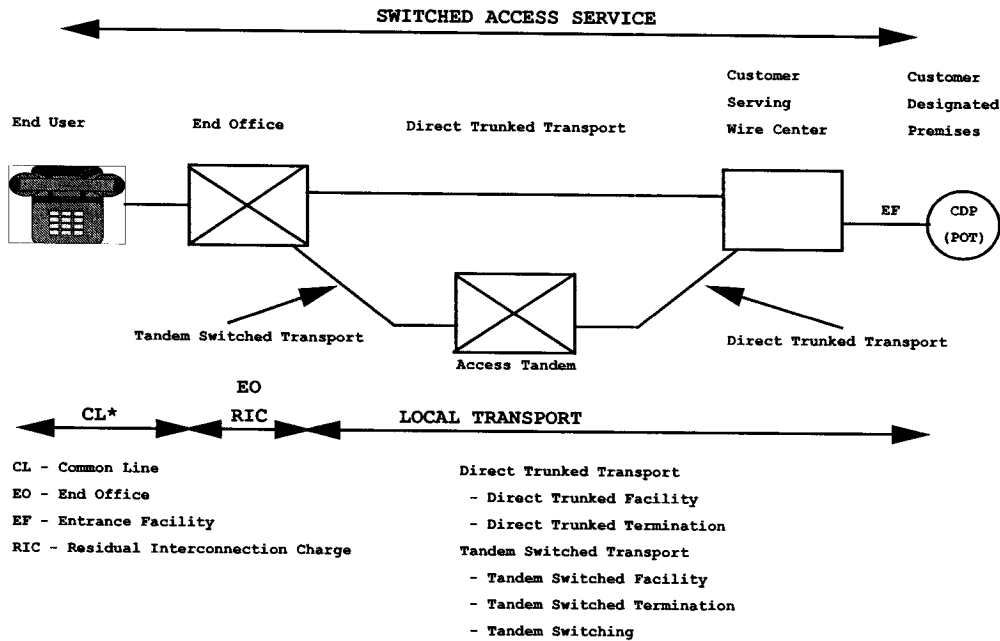 SWITCHED ACCESS SERVICE
Customer
Serving
Wire Center
Customer
Designated
Premises
End User
End Office
Direct Trunked Transport
EF
CDP
(POT)
Tandem Switched Transport
Access Tandem
Direct Trunked Transport
CL*
EO
RIC
LOCAL TRANSPORT
CL - Common Line
EO - End Office
EF - Entrance Facility
RIC - Residual Interconnection Charge
Direct Trunked Transport
- Direct Trunked Facility
- Direct Trunked Termination
Tandem Switched Transport
- Tandem Switched Facility
- Tandem Switched Termination
- Tandem Switching